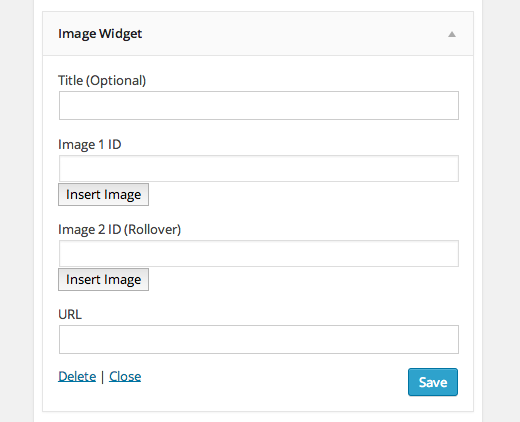 Image Widget
Title (Optional)
Image 1 ID
Insert Image
Image 2 ID (Rollover)
Insert Image
URL
Delete | Close
Save